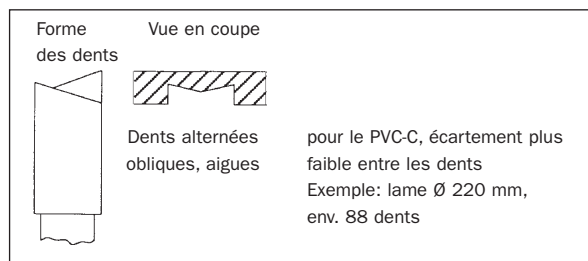 Forme
des dents
Vue en coupe
Dents alternées
obliques, aigues
pour le PVC-C, écartement plus
faible entre les dents
Exemple: lame Ø 220 mm,
env. 88 dents